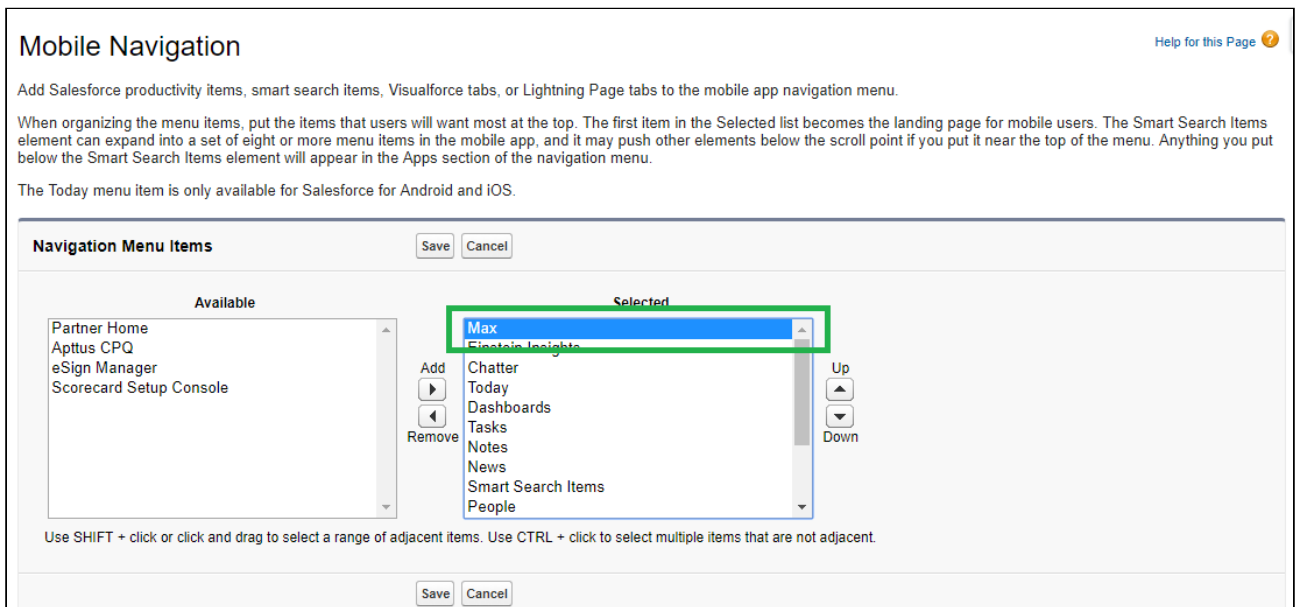 Mobile Navigation
Help for this Page
Add Salesforce productivity items, smart search items, Visualforce tabs, or Lightning Page tabs to the mobile app navigation menu.
When organizing the menu items, put the items that users will want most at the top. The first item in the Selected list becomes the landing page for mobile users. The Smart Search Items
element can expand into a set of eight or more menu items in the mobile app, and it may push other elements below the scroll point if you put it near the top of the menu. Anything you put
below the Smart Search Items element will appear in the Apps section of the navigation menu.
The Today menu item is only available for Salesforce for Android and iOS.
Navigation Menu Items
Save Cancel
Available
Partner Home
Apttus CPQ
eSign Manager
Scorecard Setup Console
Add
Remove
Selected
Max
Einstein Insights
Chatter
Today
Dashboards
Tasks
Notes
News
Smart Search Items
People
Up
Down
Use SHIFT + click or click and drag to select a range of adjacent items. Use CTRL + click to select multiple items that are not adjacent.
Save Cancel